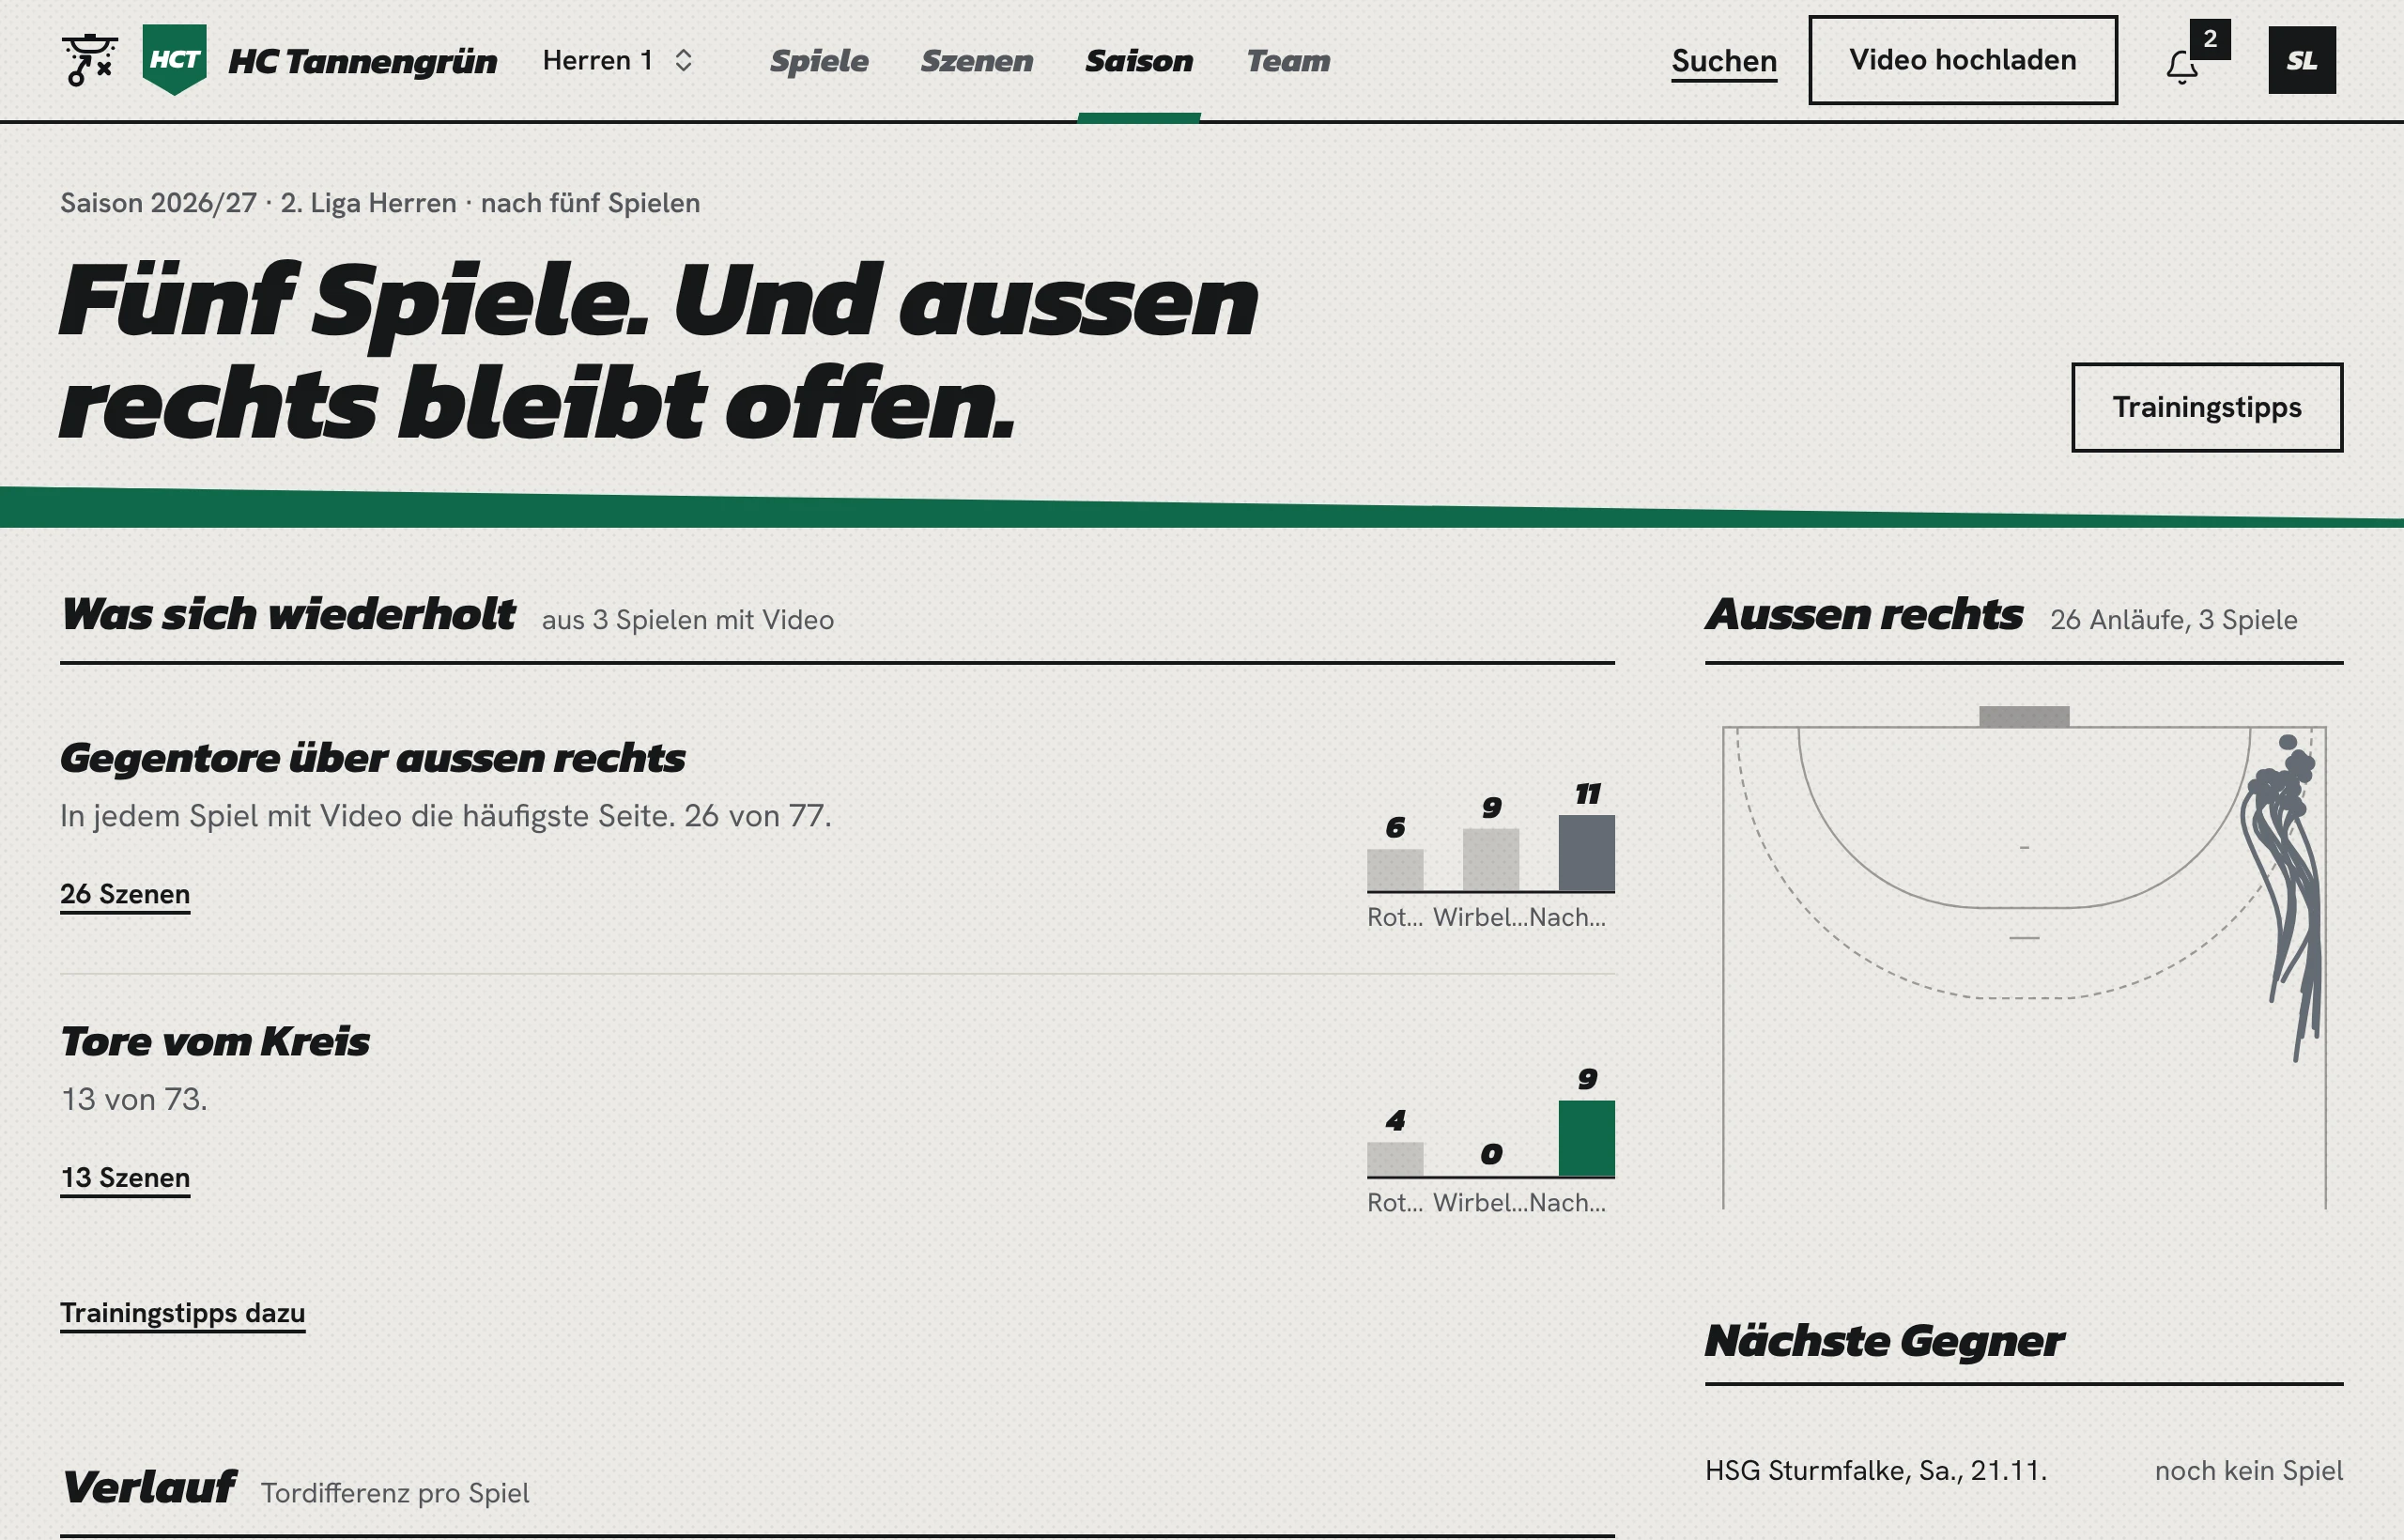 HCT HC Tannengrün Herren 1 Spiele Szenen Saison Team Suchen Video hochladen 2 SL
Saison 2026/27 · 2. Liga Herren · nach fünf Spielen
Fünf Spiele. Und aussen
rechts bleibt offen.
Trainingstipps
Was sich wiederholt aus 3 Spielen mit Video
Gegentore über aussen rechts
In jedem Spiel mit Video die häufigste Seite. 26 von 77.
26 Szenen
6 9 11
Rot... Wirbel... Nach...
Tore vom Kreis
13 von 73.
13 Szenen
4 0 9
Rot... Wirbel... Nach...
Trainingstipps dazu
Verlauf Tordifferenz pro Spiel
Aussen rechts 26 Anläufe, 3 Spiele
Nächste Gegner
HSG Sturmfalke, Sa., 21.11. noch kein Spiel